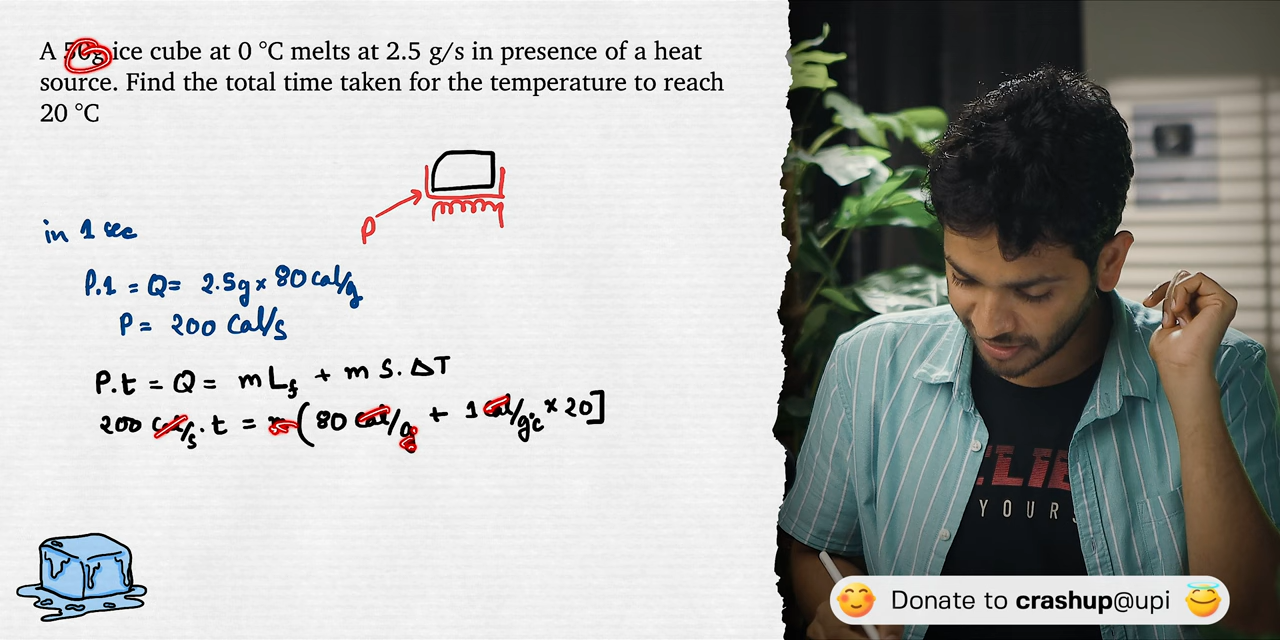 A 50g ice cube at 0 °C melts at 2.5 g/s in presence of a heat
source. Find the total time taken for the temperature to reach
20 °C
P
in 1 sec
P.1 = Q = 2.5g × 80 Cal/g
P = 200 Cal/s
P.t = Q = m Lf + m S. ΔT
200 Cal/s . t = m ( 80 Cal/g + 1 Cal/g°C × 20 ]
YOURS
Donate to crashup@upi